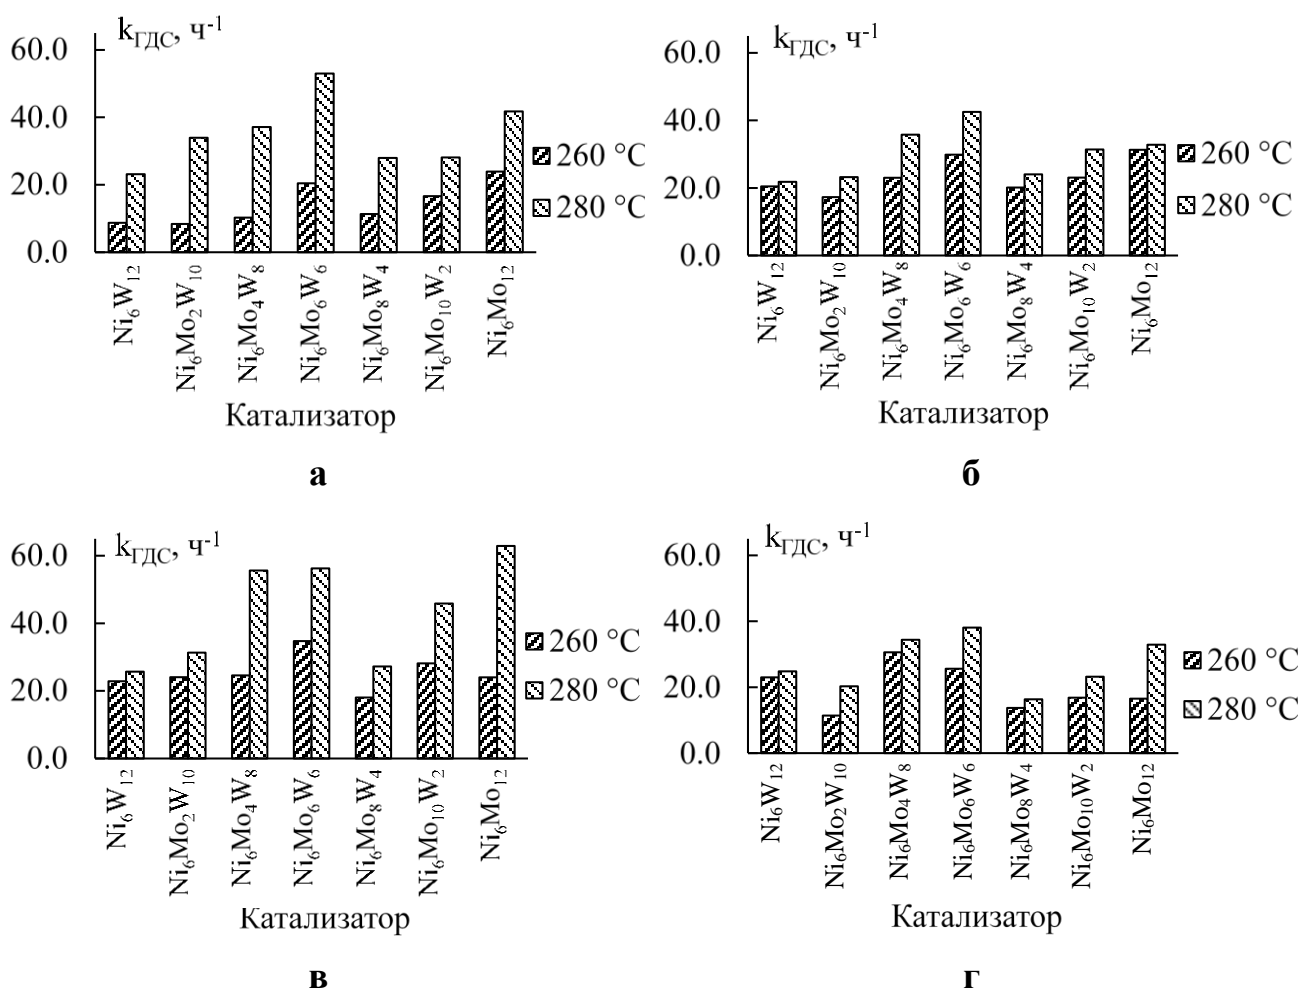 k_ГДС, ч⁻¹
60.0
40.0
20.0
0.0
260 °C
280 °C
Ni₆W₁₂
Ni₆Mo₂W₁₀
Ni₆Mo₄W₈
Ni₆Mo₆W₆
Ni₆Mo₈W₄
Ni₆Mo₁₀W₂
Ni₆Mo₁₂
Катализатор
а
k_ГДС, ч⁻¹
60.0
40.0
20.0
0.0
260 °C
280 °C
Ni₆W₁₂
Ni₆Mo₂W₁₀
Ni₆Mo₄W₈
Ni₆Mo₆W₆
Ni₆Mo₈W₄
Ni₆Mo₁₀W₂
Ni₆Mo₁₂
Катализатор
б
k_ГДС, ч⁻¹
60.0
40.0
20.0
0.0
260 °C
280 °C
Ni₆W₁₂
Ni₆Mo₂W₁₀
Ni₆Mo₄W₈
Ni₆Mo₆W₆
Ni₆Mo₈W₄
Ni₆Mo₁₀W₂
Ni₆Mo₁₂
Катализатор
в
k_ГДС, ч⁻¹
60.0
40.0
20.0
0.0
260 °C
280 °C
Ni₆W₁₂
Ni₆Mo2W₁₀
Ni₆Mo4W₈
Ni₆Mo6W₆
Ni₆Mo8W₄
Ni₆Mo10W₂
Ni₆Mo₁₂
Катализатор
г